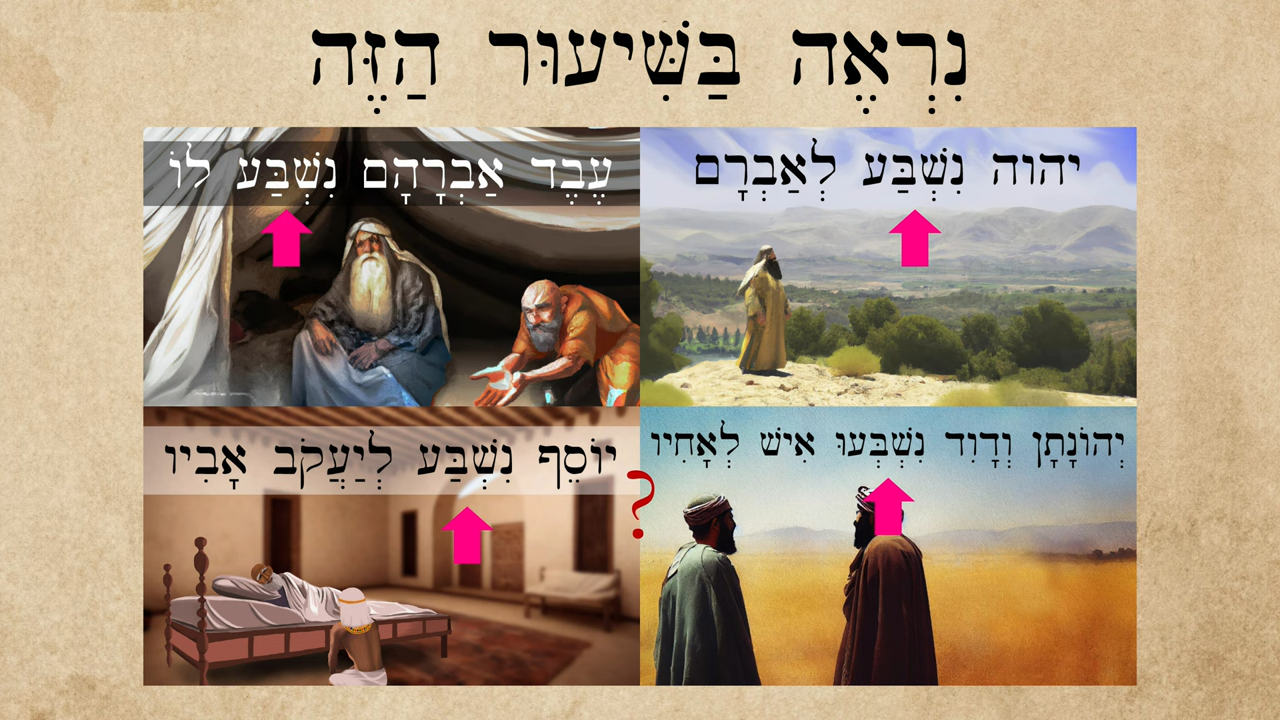 נִרְאֶה בַּשִּׁיעוּר הַזֶּה
יהוה נִשְׁבַּע לְאַבְרָם
עֶבֶד אַבְרָהָם נִשְׁבַּע לוֹ
יְהוֹנָתָן וְדָוִד נִשְׁבְּעוּ אִישׁ לְאָחִיו
יוֹסֵף נִשְׁבַּע לְיַעֲקֹב אָבִיו
?